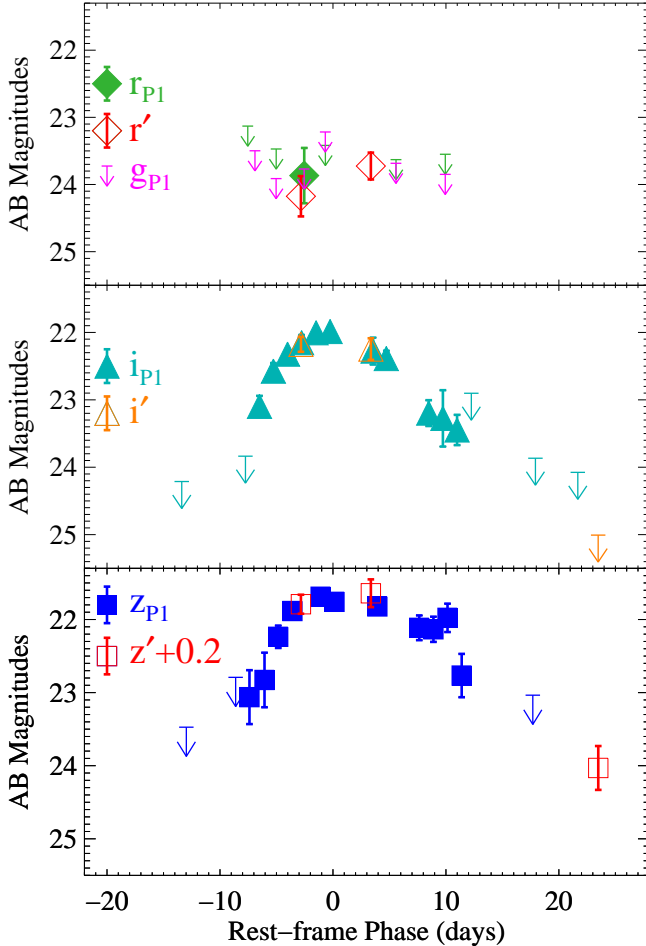 AB Magnitudes
22
23
24
25
r_P1
r′
g_P1
AB Magnitudes
22
23
24
25
i_P1
i′
AB Magnitudes
22
23
24
25
z_P1
z′+0.2
−20
−10
0
10
20
Rest−frame Phase (days)